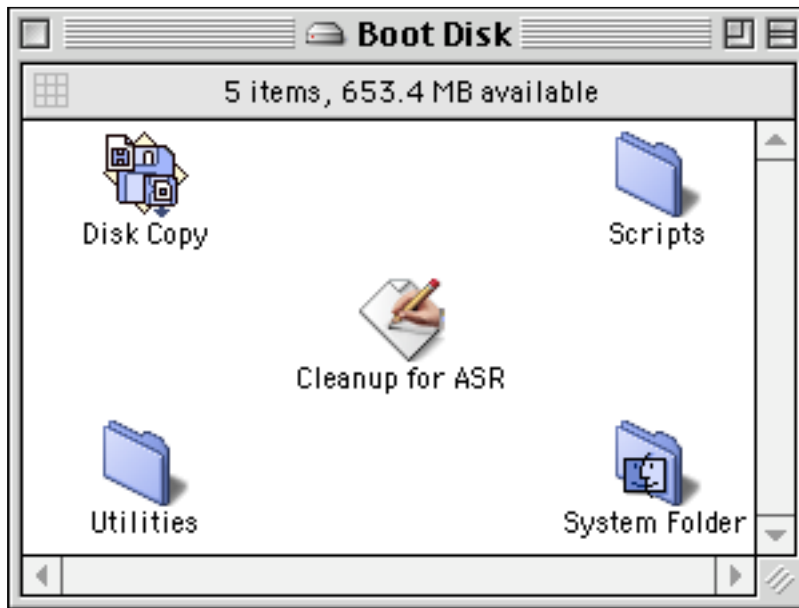 Boot Disk
5 items, 653.4 MB available
Disk Copy
Scripts
Cleanup for ASR
Utilities
System Folder